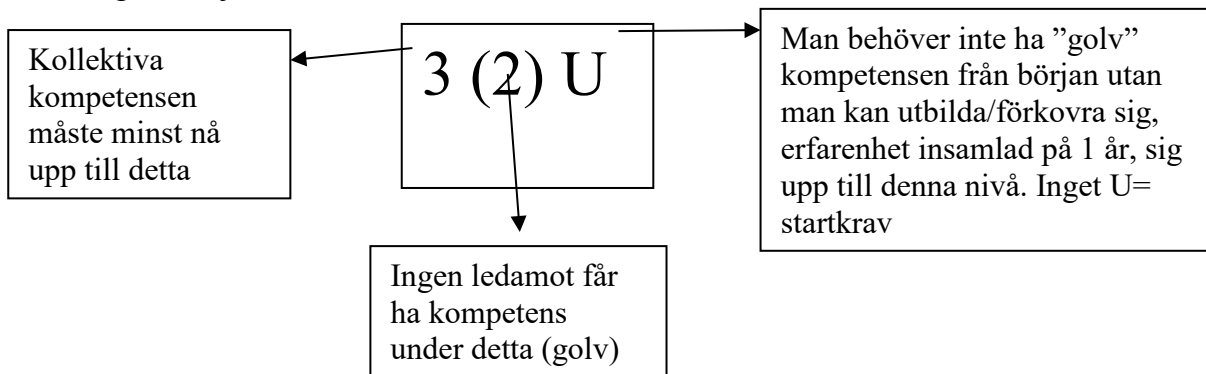 Kollektiva
kompetensen
måste minst nå
upp till detta
3 (2) U
Man behöver inte ha ”golv”
kompetensen från början utan
man kan utbilda/förkovra sig,
erfarenhet insamlad på 1 år, sig
upp till denna nivå. Inget U=
startkrav
Ingen ledamot får
ha kompetens
under detta (golv)